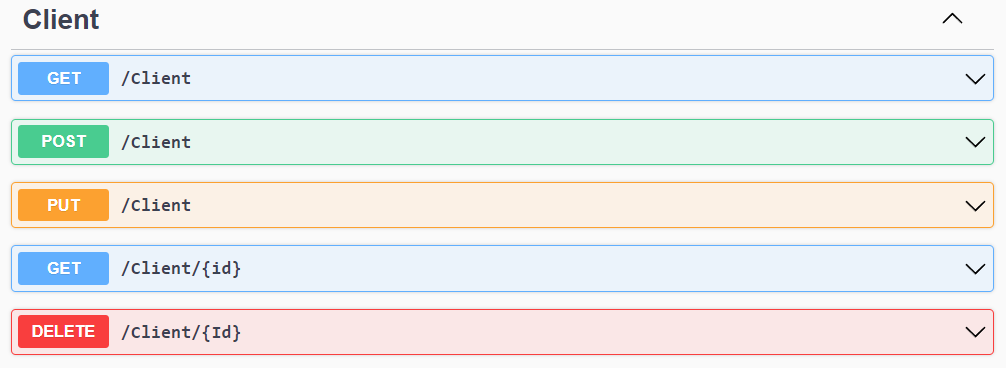 Client
GET /Client
POST /Client
PUT /Client
GET /Client/{id}
DELETE /Client/{Id}